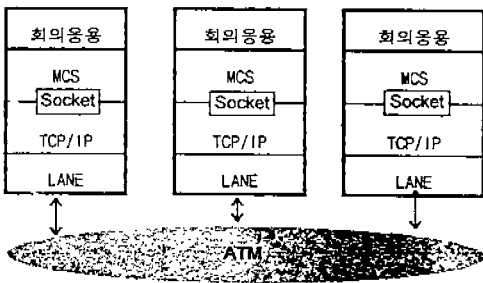 회의응용 회의응용 회의응용
MCS MCS MCS
Socket Socket Socket
TCP/IP TCP/IP TCP/IP
LANE LANE LANE
ATM